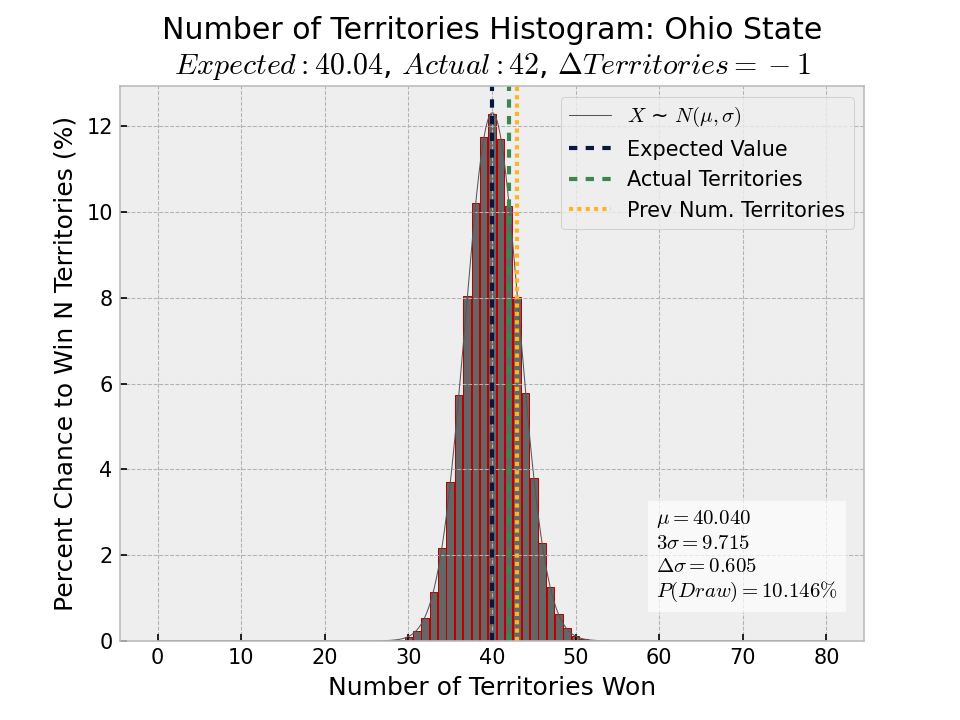 Number of Territories Histogram: Ohio State
Expected : 40.04, Actual : 42, ΔTerritories = −1
Percent Chance to Win N Territories (%)
12
10
8
6
4
2
0
X ~ N(μ, σ)
Expected Value
Actual Territories
Prev Num. Territories
μ = 40.040
3σ = 9.715
Δσ = 0.605
P(Draw) = 10.146%
0 10 20 30 40 50 60 70 80
Number of Territories Won